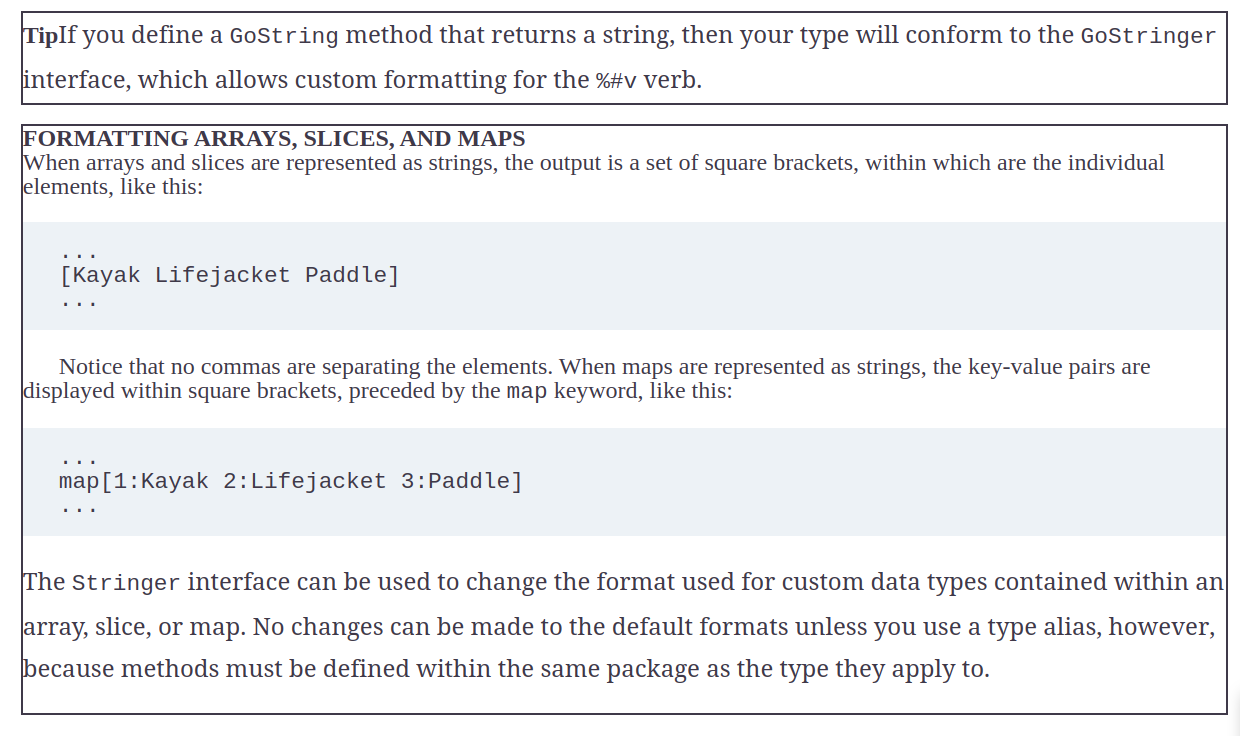 TipIf you define a GoString method that returns a string, then your type will conform to the GoStringer
interface, which allows custom formatting for the %#v verb.
FORMATTING ARRAYS, SLICES, AND MAPS
When arrays and slices are represented as strings, the output is a set of square brackets, within which are the individual
elements, like this:
...
[Kayak Lifejacket Paddle]
...
Notice that no commas are separating the elements. When maps are represented as strings, the key-value pairs are
displayed within square brackets, preceded by the map keyword, like this:
...
map[1:Kayak 2:Lifejacket 3:Paddle]
...
The Stringer interface can be used to change the format used for custom data types contained within an
array, slice, or map. No changes can be made to the default formats unless you use a type alias, however,
because methods must be defined within the same package as the type they apply to.